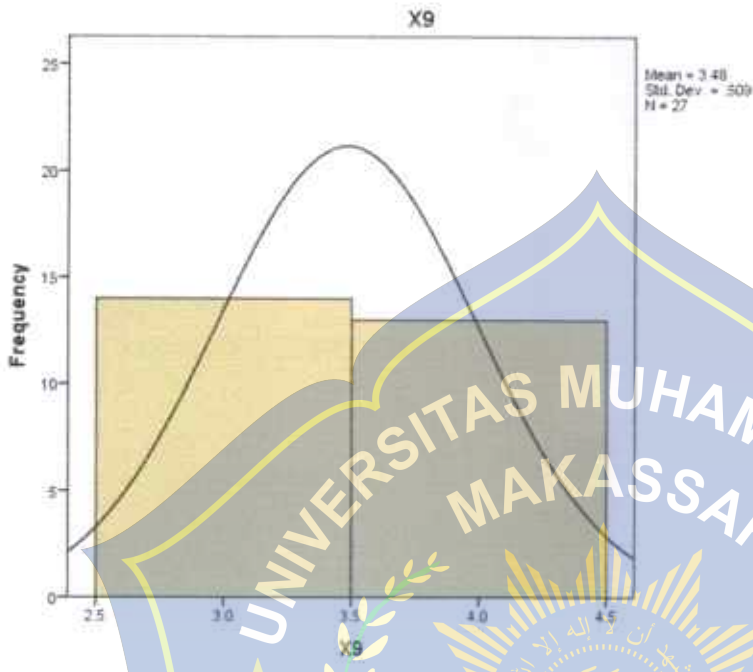 X9
Mean = 3.48
Std. Dev. = .509
N = 27
Frequency
25
20
15
10
5
0
2.5 3.0 3.5 4.0 4.5
X9
UNIVERSITAS MUHAM
MAKASSA